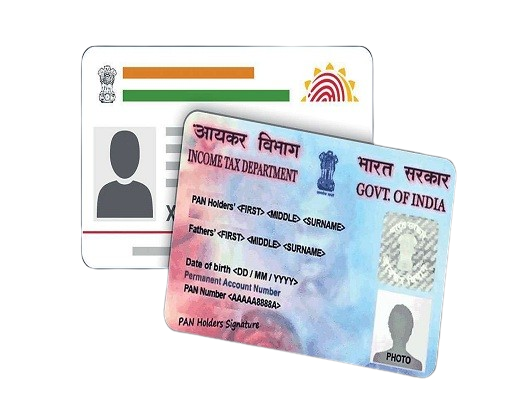 आयकर विभाग
INCOME TAX DEPARTMENT
भारत सरकार
GOVT. OF INDIA
PAN Holders' <FIRST> <MIDDLE> <SURNAME>
Fathers' <FIRST> <MIDDLE> <SURNAME>
Date of birth <DD / MM / YYYY>
Permanent Account Number
PAN Number <AAAAA8888A>
PAN Holders Signature
PHOTO
X